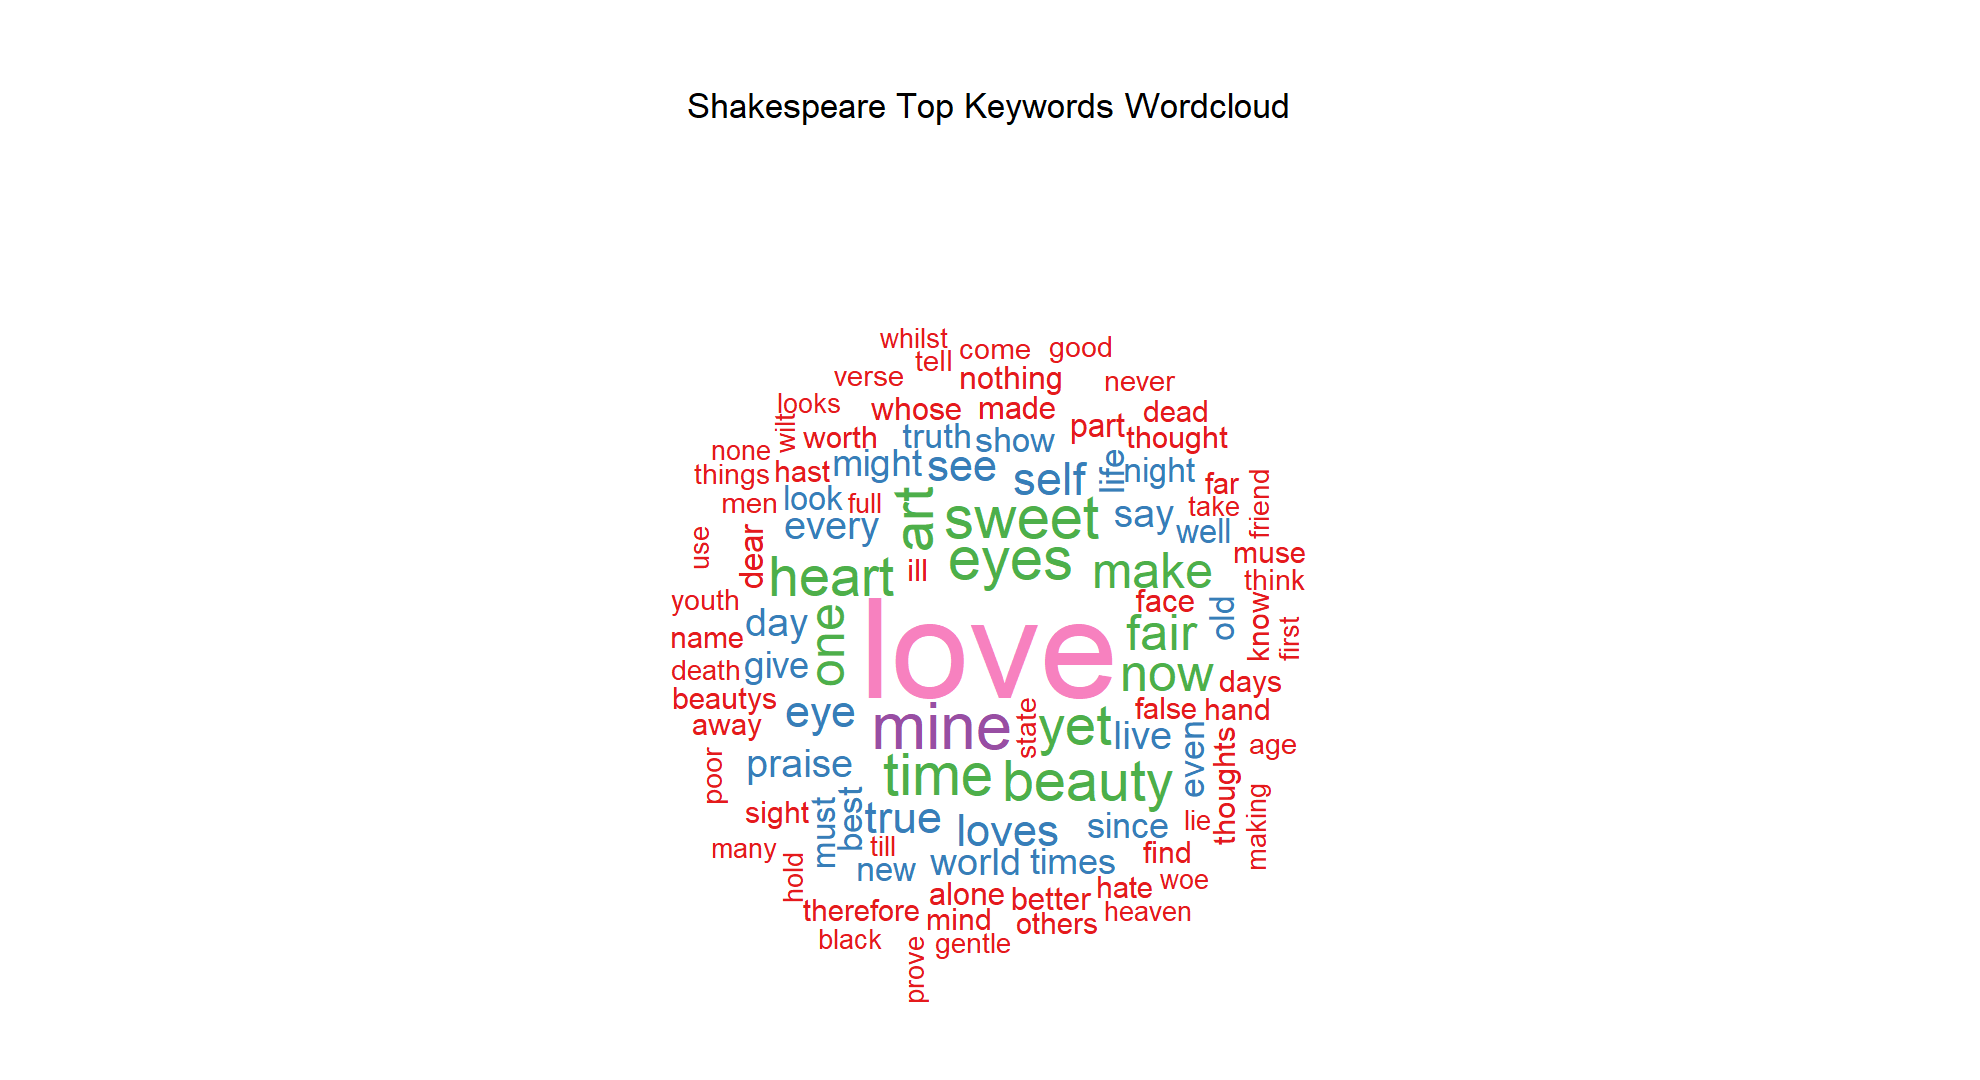 Shakespeare Top Keywords Wordcloud
whilst
come
good
tell
verse
nothing
never
looks
whose
made
dead
wilt
worth
truth
show
part
thought
none
things
hast
might
see
self
life
night
far
friend
men
look
full
art
sweet
say
take
well
use
dear
every
heart
ill
eyes
make
muse
think
youth
day
one
love
face
fair
old
know
first
name
death
give
now
days
beautys
away
eye
mine
state
yet
false
hand
live
even
thoughts
age
poor
praise
time
beauty
making
sight
must
best
true
loves
since
lie
many
hold
till
new
world
times
find
woe
therefore
alone
better
hate
heaven
black
mind
others
prove
gentle